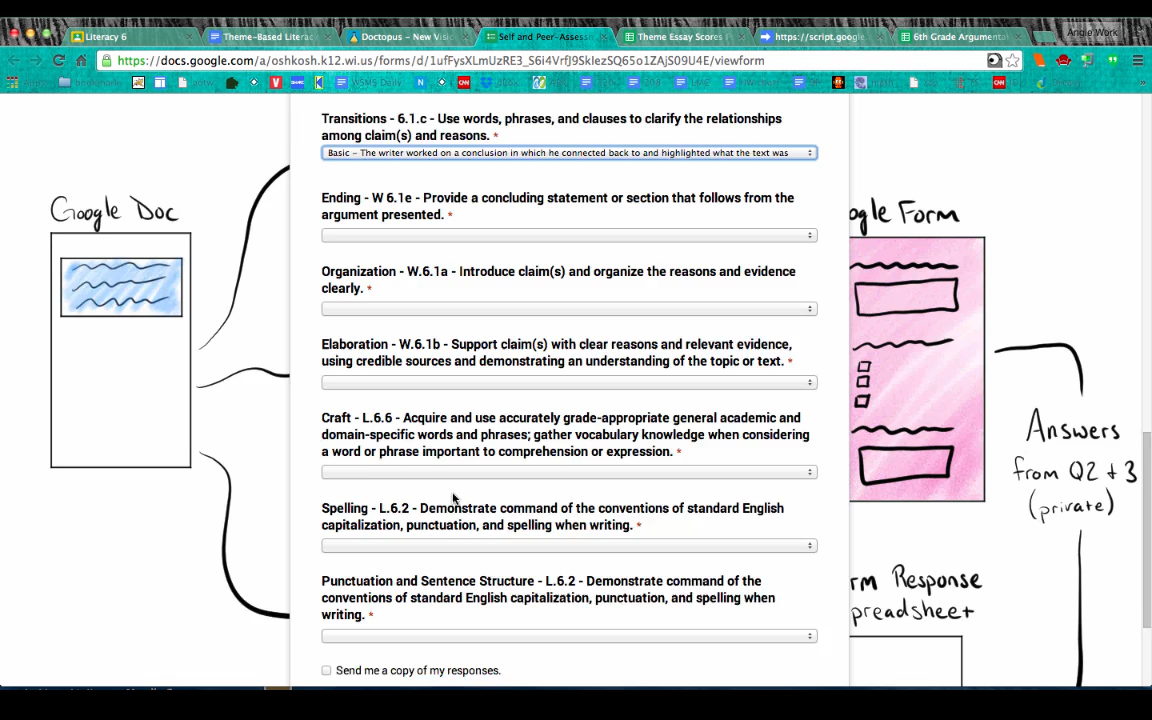 Literacy 6
Theme-Based Litera
Doctopus – New Visi
Self and Peer-Assess
Theme Essay Scores
https://script.google
6th Grade Argumenta
Angie Work
https://docs.google.com/a/oshkosh.k12.wi.us/forms/d/1ufFysXLmUzRE3_S6i4VrfJ9SkIezSQ65o1ZAjS09U4E/viewform
Transitions - 6.1.c - Use words, phrases, and clauses to clarify the relationships
among claim(s) and reasons. *
Basic – The writer worked on a conclusion in which he connected back to and highlighted what the text was
Ending - W 6.1e - Provide a concluding statement or section that follows from the
argument presented. *
Organization - W.6.1a - Introduce claim(s) and organize the reasons and evidence
clearly. *
Elaboration - W.6.1b - Support claim(s) with clear reasons and relevant evidence,
using credible sources and demonstrating an understanding of the topic or text. *
Craft - L.6.6 - Acquire and use accurately grade-appropriate general academic and
domain-specific words and phrases; gather vocabulary knowledge when considering
a word or phrase important to comprehension or expression. *
Spelling - L.6.2 - Demonstrate command of the conventions of standard English
capitalization, punctuation, and spelling when writing. *
Punctuation and Sentence Structure - L.6.2 - Demonstrate command of the
conventions of standard English capitalization, punctuation, and spelling when
writing. *
Send me a copy of my responses.
Google Doc
ogle Form
Answers
from Q2 + 3
(private)
rm Response
preadsheet